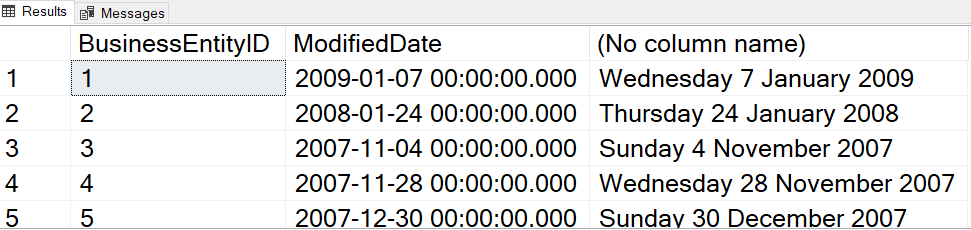 Results Messages
BusinessEntityID ModifiedDate (No column name)
1 1 2009-01-07 00:00:00.000 Wednesday 7 January 2009
2 2 2008-01-24 00:00:00.000 Thursday 24 January 2008
3 3 2007-11-04 00:00:00.000 Sunday 4 November 2007
4 4 2007-11-28 00:00:00.000 Wednesday 28 November 2007
5 5 2007-12-30 00:00:00.000 Sunday 30 December 2007